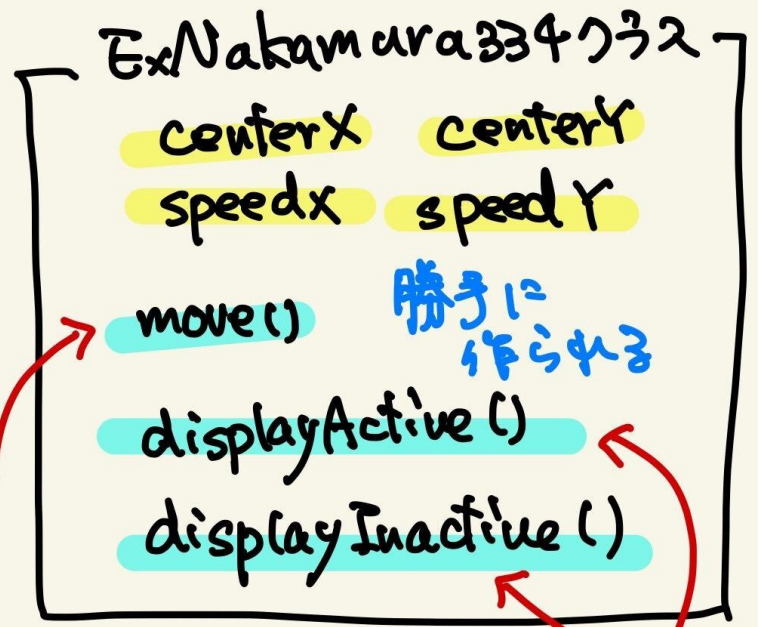 ExNakamura334クラス
centerX centerY
speedX speedY
move()
勝手に
作られる
displayActive()
displayInactive()